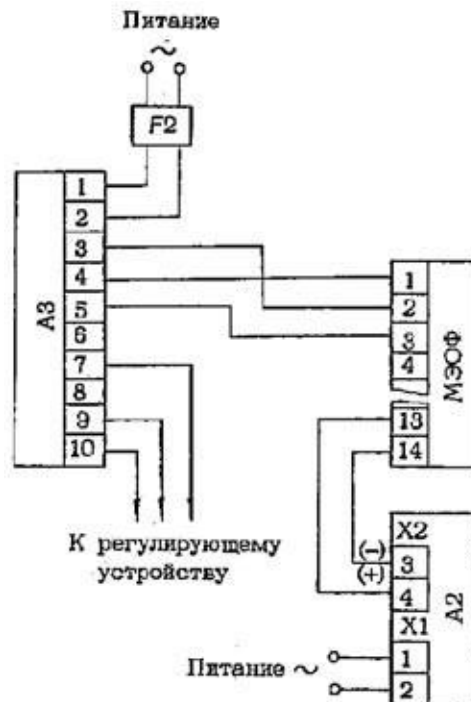 Питание
~
F2
А3
1
2
3
4
5
6
7
8
9
10
МЭОФ
1
2
3
4
13
14
К регулирующему
устройству
А2
X2
(-)
3
(+)
4
X1
1
2
Питание ~